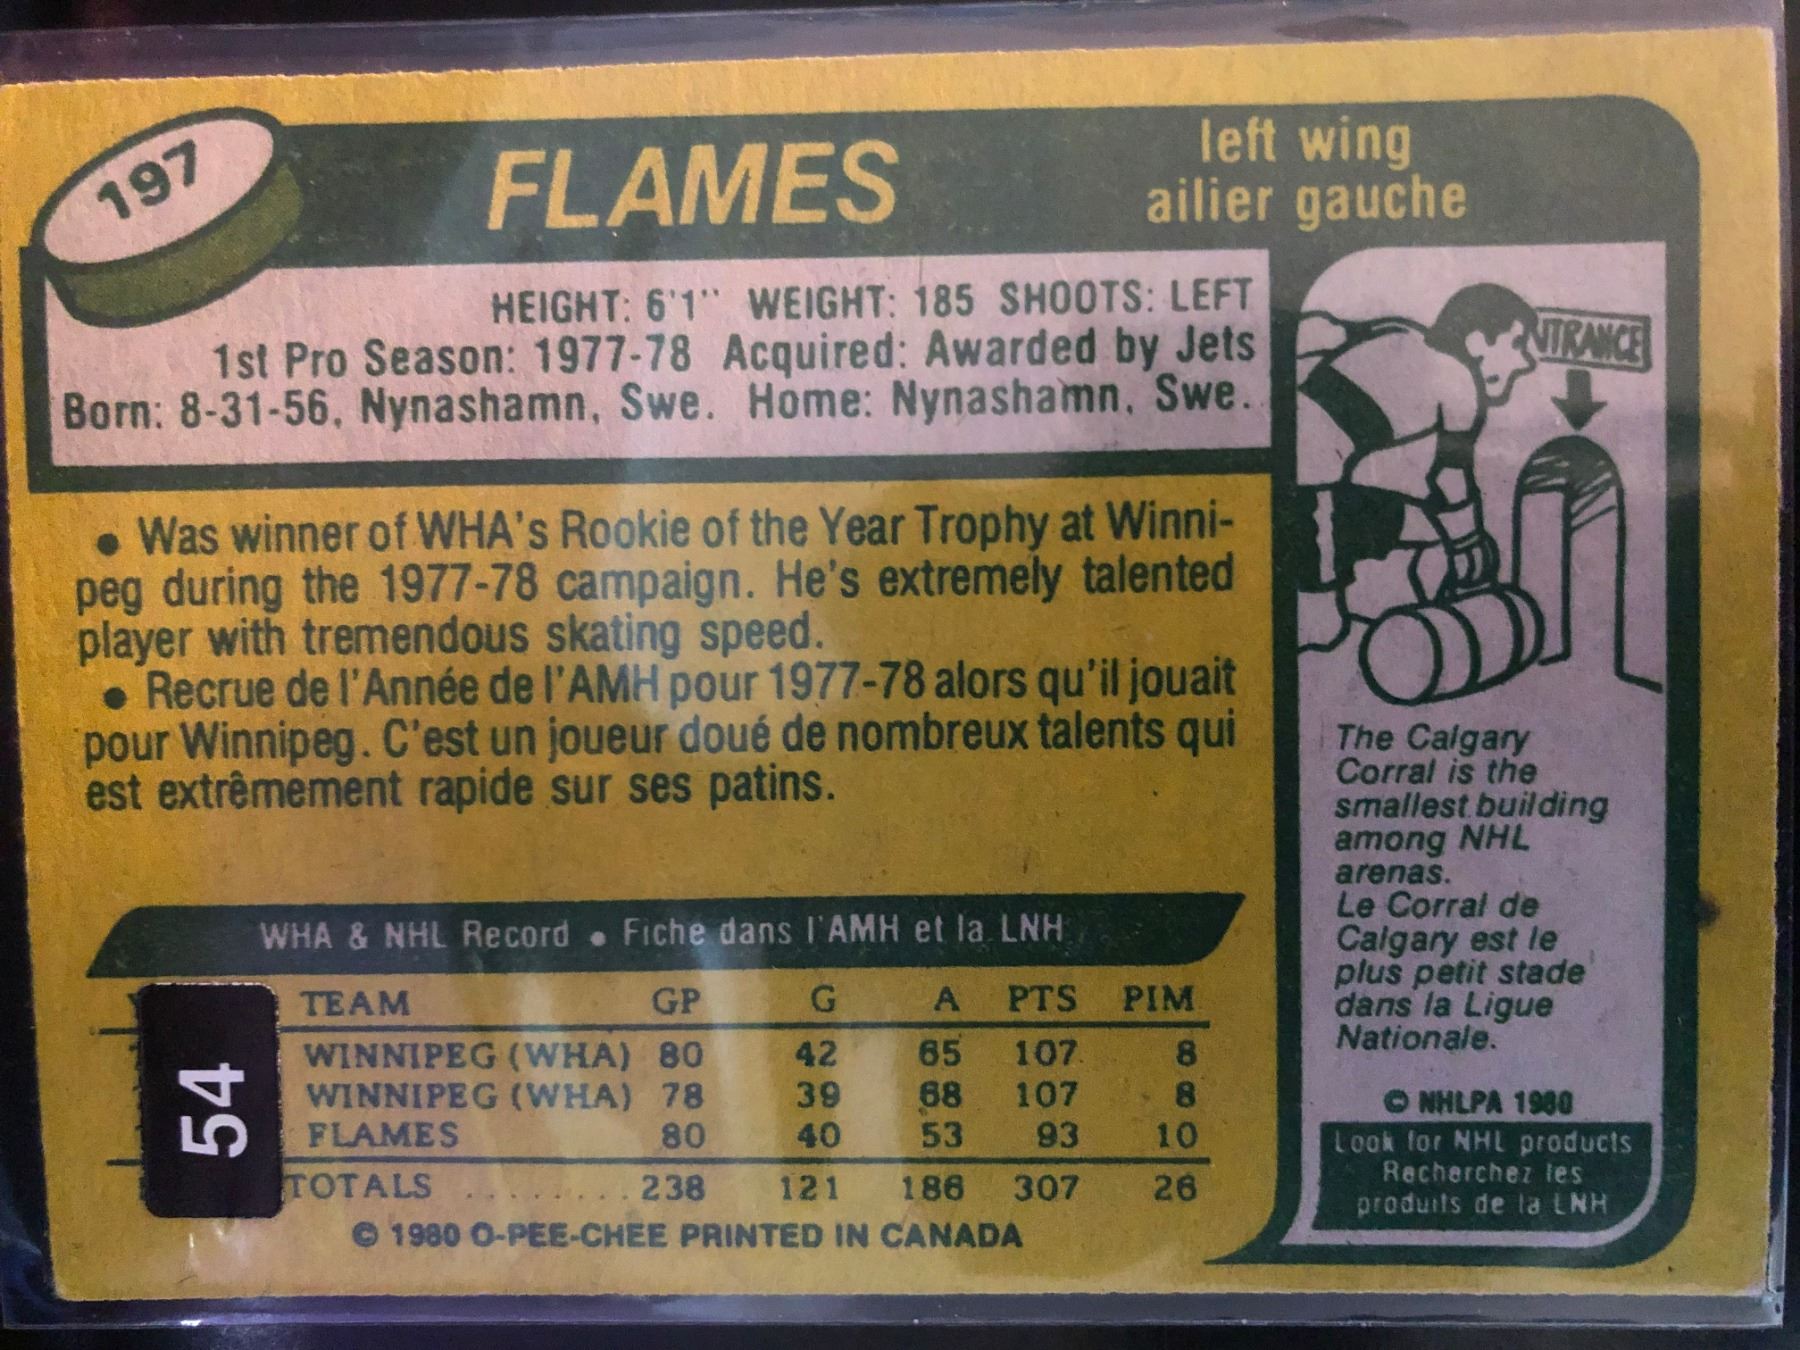 197
FLAMES
left wing
ailier gauche
HEIGHT: 6'1" WEIGHT: 185 SHOOTS: LEFT
1st Pro Season: 1977-78 Acquired: Awarded by Jets
Born: 8-31-56, Nynashamn, Swe. Home: Nynashamn, Swe.
• Was winner of WHA's Rookie of the Year Trophy at Winni-
peg during the 1977-78 campaign. He's extremely talented
player with tremendous skating speed.
• Recrue de l'Année de l'AMH pour 1977-78 alors qu'il jouait
pour Winnipeg. C'est un joueur doué de nombreux talents qui
est extrêmement rapide sur ses patins.
WHA & NHL Record • Fiche dans l'AMH et la LNH
TEAM GP G A PTS PIM
WINNIPEG (WHA) 80 42 65 107 8
WINNIPEG (WHA) 78 39 68 107 8
FLAMES 80 40 53 93 10
TOTALS ......... 238 121 186 307 26
54
© 1980 O-PEE-CHEE PRINTED IN CANADA
NTRANCE
The Calgary
Corral is the
smallest building
among NHL
arenas.
Le Corral de
Calgary est le
plus petit stade
dans la Ligue
Nationale.
© NHLPA 1980
Look for NHL products
Recherchez les
produits de la LNH